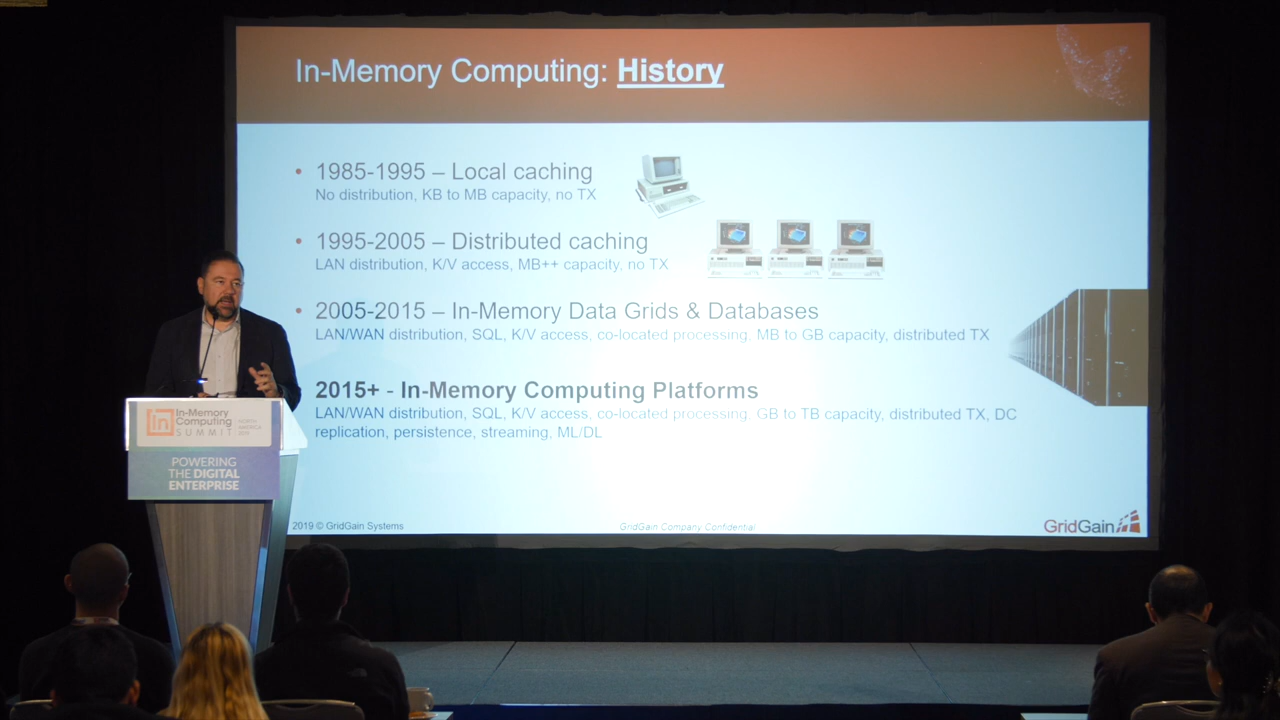 In-Memory Computing: History
• 1985-1995 – Local caching
No distribution, KB to MB capacity, no TX
• 1995-2005 – Distributed caching
LAN distribution, K/V access, MB++ capacity, no TX
• 2005-2015 – In-Memory Data Grids & Databases
LAN/WAN distribution, SQL, K/V access, co-located processing, MB to GB capacity, distributed TX
2015+ - In-Memory Computing Platforms
LAN/WAN distribution, SQL, K/V access, co-located processing, GB to TB capacity, distributed TX, DC
replication, persistence, streaming, ML/DL
2019 © GridGain Systems
GridGain Company Confidential
GridGain
In
In-Memory
Computing
SUMMIT
NORTH
AMERICA
2019
POWERING
THE DIGITAL
ENTERPRISE